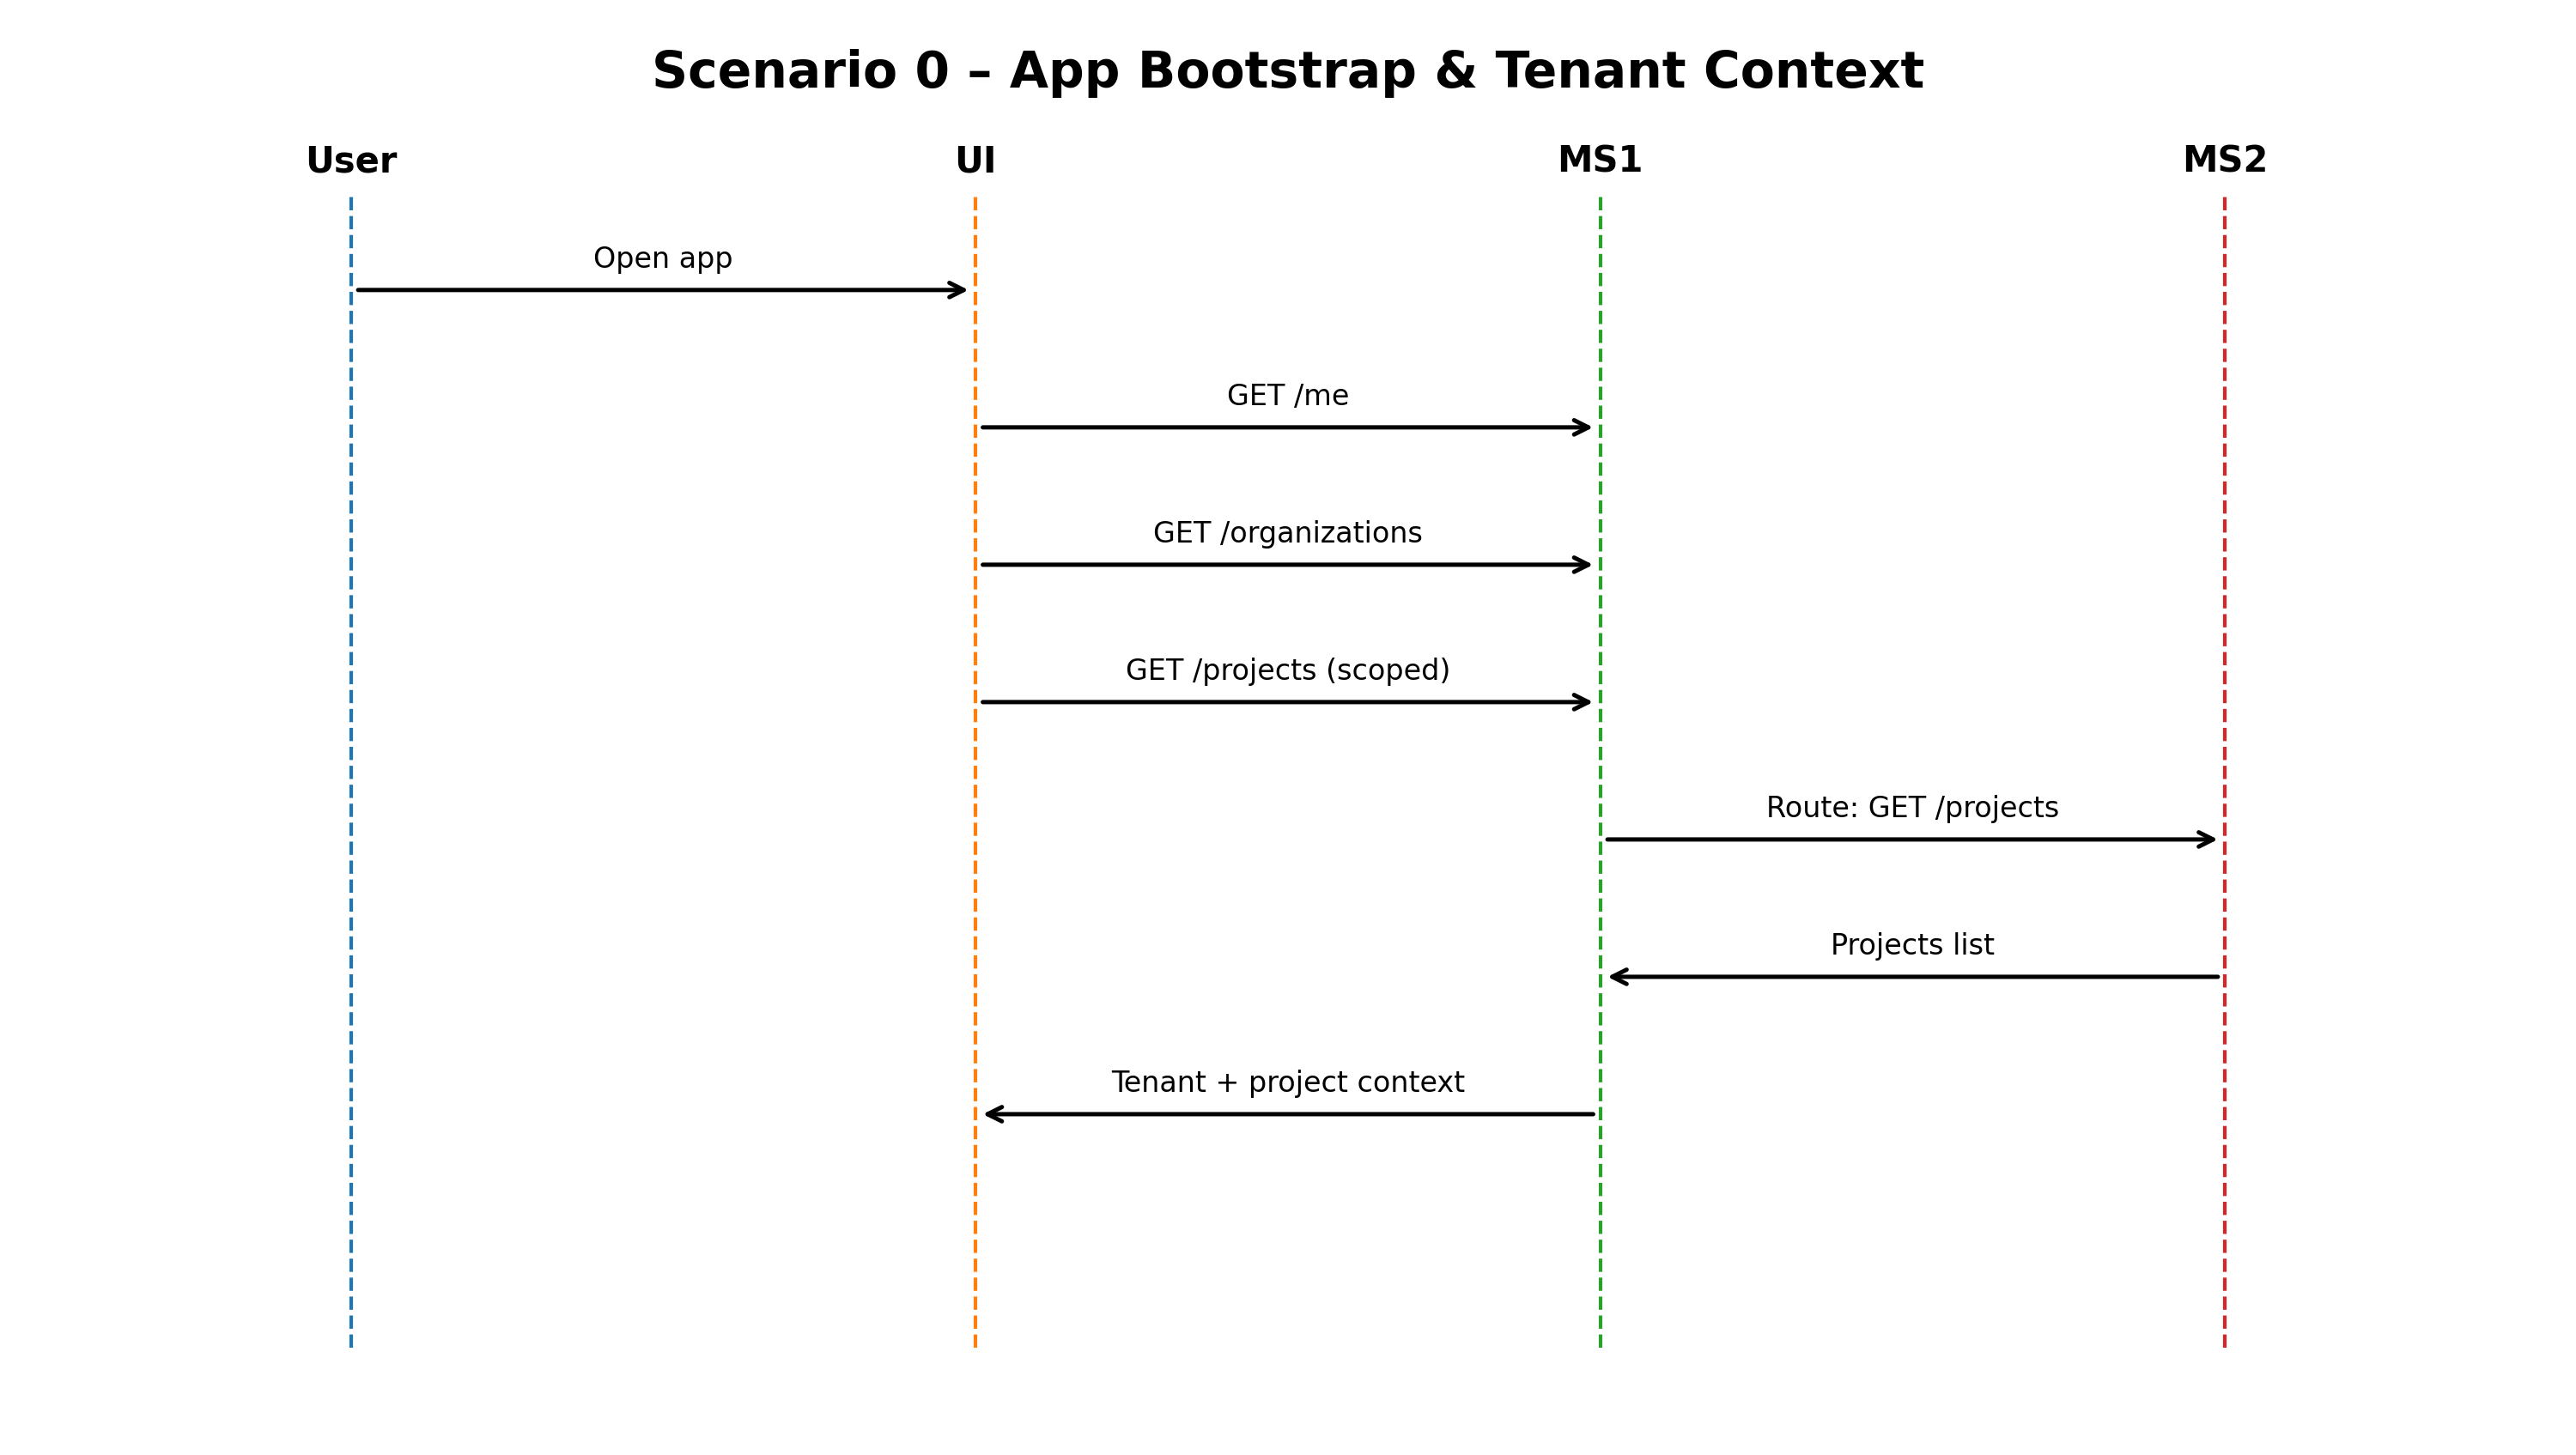 Scenario 0 – App Bootstrap & Tenant Context
User UI MS1 MS2
Open app
GET /me
GET /organizations
GET /projects (scoped)
Route: GET /projects
Projects list
Tenant + project context